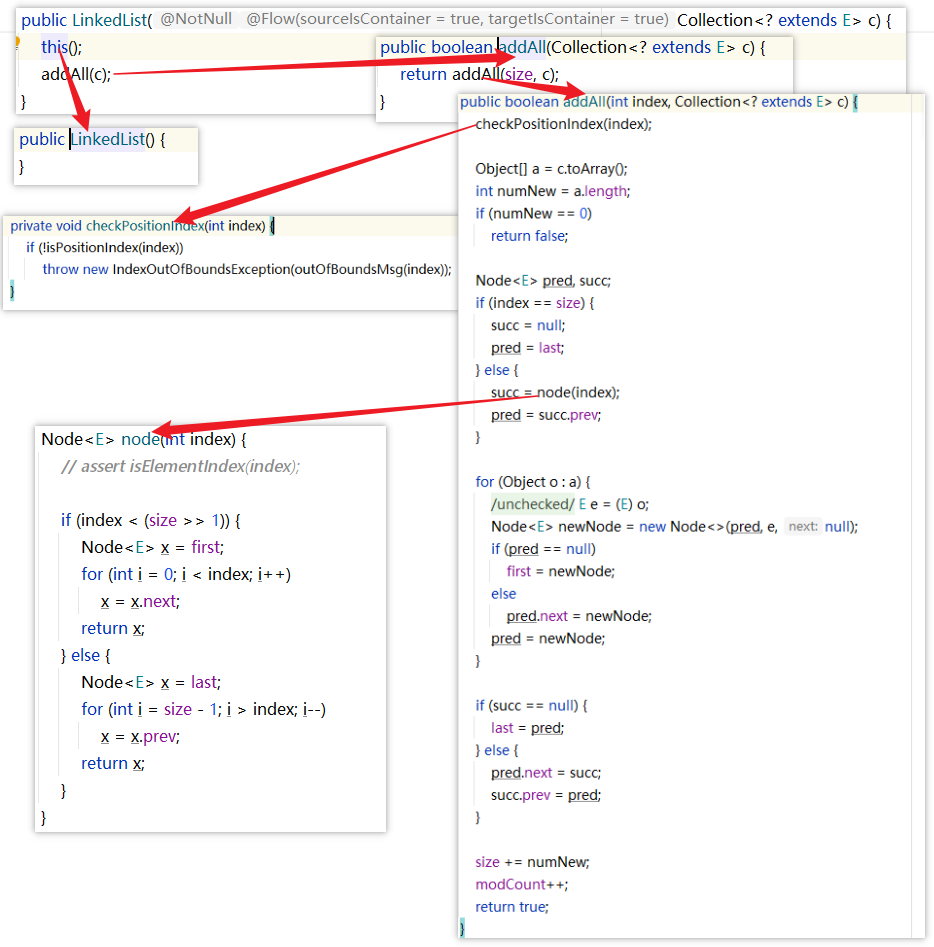 public LinkedList( @NotNull @Flow(sourceIsContainer = true, targetIsContainer = true) Collection<? extends E> c) {
this();
addAll(c);
}
public boolean addAll(Collection<? extends E> c) {
return addAll(size, c);
}
public LinkedList() {
}
private void checkPositionIndex(int index) {
if (!isPositionIndex(index))
throw new IndexOutOfBoundsException(outOfBoundsMsg(index));
}
public boolean addAll(int index, Collection<? extends E> c) {
checkPositionIndex(index);
Object[] a = c.toArray();
int numNew = a.length;
if (numNew == 0)
return false;
Node<E> pred, succ;
if (index == size) {
succ = null;
pred = last;
} else {
succ = node(index);
pred = succ.prev;
}
for (Object o : a) {
/unchecked/ E e = (E) o;
Node<E> newNode = new Node<>(pred, e, next: null);
if (pred == null)
first = newNode;
else
pred.next = newNode;
pred = newNode;
}
if (succ == null) {
last = pred;
} else {
pred.next = succ;
succ.prev = pred;
}
size += numNew;
modCount++;
return true;
}
Node<E> node(int index) {
// assert isElementIndex(index);
if (index < (size >> 1)) {
Node<E> x = first;
for (int i = 0; i < index; i++)
x = x.next;
return x;
} else {
Node<E> x = last;
for (int i = size - 1; i > index; i--)
x = x.prev;
return x;
}
}